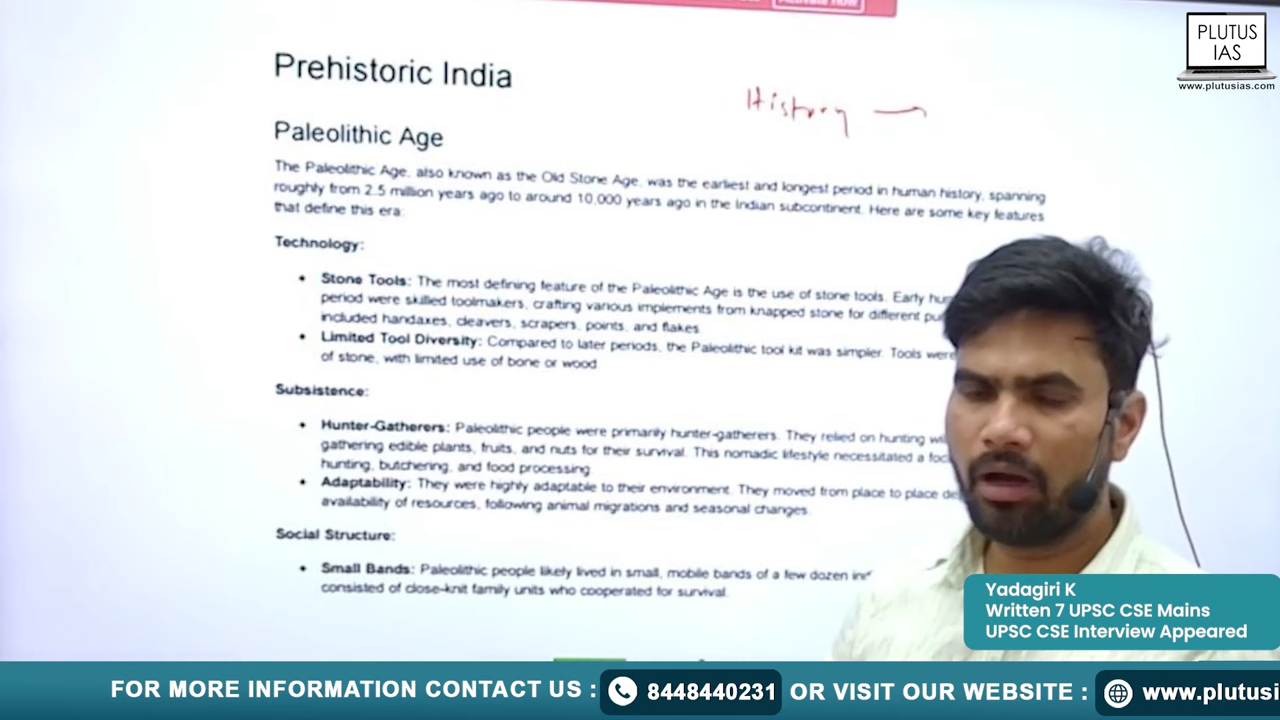 Activate Now
PLUTUS
IAS
www.plutusias.com
Prehistoric India
History →
Paleolithic Age
The Paleolithic Age, also known as the Old Stone Age, was the earliest and longest period in human history, spanning
roughly from 2.5 million years ago to around 10,000 years ago in the Indian subcontinent. Here are some key features
that define this era:
Technology:
• Stone Tools: The most defining feature of the Paleolithic Age is the use of stone tools. Early
period were skilled toolmakers, crafting various implements from knapped stone for different
included handaxes, cleavers, scrapers, points, and flakes.
• Limited Tool Diversity: Compared to later periods, the Paleolithic tool kit was simpler. Tools were
of stone, with limited use of bone or wood.
Subsistence:
• Hunter-Gatherers: Paleolithic people were primarily hunter-gatherers. They relied on hunting
gathering edible plants, fruits, and nuts for their survival. This nomadic lifestyle necessitated a
hunting, butchering, and food processing.
• Adaptability: They were highly adaptable to their environment. They moved from place to place
availability of resources, following animal migrations and seasonal changes.
Social Structure:
• Small Bands: Paleolithic people likely lived in small, mobile bands of a few dozen
consisted of close-knit family units who cooperated for survival.
Yadagiri K
Written 7 UPSC CSE Mains
UPSC CSE Interview Appeared
FOR MORE INFORMATION CONTACT US : 8448440231 OR VISIT OUR WEBSITE : www.plutusi